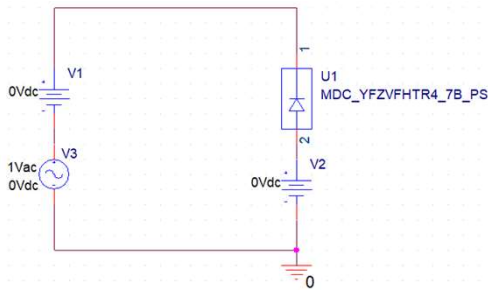 1
V1
0Vdc
U1
MDC_YFZVFHTR4_7B_PS
V3
1Vac
0Vdc
2
V2
0Vdc
0